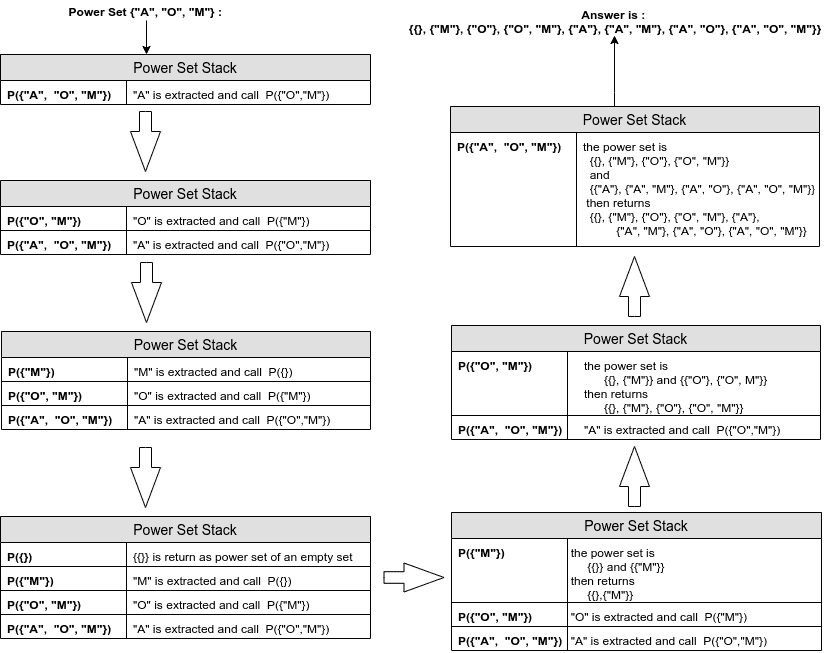 Power Set {"A", "O", "M"} :
Power Set Stack
P({"A", "O", "M"}) "A" is extracted and call P({"O","M"})
Power Set Stack
P({"O", "M"}) "O" is extracted and call P({"M"})
P({"A", "O", "M"}) "A" is extracted and call P({"O","M"})
Power Set Stack
P({"M"}) "M" is extracted and call P({})
P({"O", "M"}) "O" is extracted and call P({"M"})
P({"A", "O", "M"}) "A" is extracted and call P({"O","M"})
Power Set Stack
P({}) {{}} is return as power set of an empty set
P({"M"}) "M" is extracted and call P({})
P({"O", "M"}) "O" is extracted and call P({"M"})
P({"A", "O", "M"}) "A" is extracted and call P({"O","M"})
Power Set Stack
P({"M"}) the power set is
{{}} and {{"M"}}
then returns
{{},{"M"}}
P({"O", "M"}) "O" is extracted and call P({"M"})
P({"A", "O", "M"}) "A" is extracted and call P({"O","M"})
Power Set Stack
P({"O", "M"}) the power set is
{{}, {"M"}} and {{"O"}, {"O", M"}}
then returns
{{}, {"M"}, {"O"}, {"O", "M"}}
P({"A", "O", "M"}) "A" is extracted and call P({"O","M"})
Power Set Stack
P({"A", "O", "M"}) the power set is
{{}, {"M"}, {"O"}, {"O", "M"}}
and
{{"A"}, {"A", "M"}, {"A", "O"}, {"A", "O", "M"}}
then returns
{{}, {"M"}, {"O"}, {"O", "M"}, {"A"},
{"A", "M"}, {"A", "O"}, {"A", "O", "M"}}
Answer is :
{{}, {"M"}, {"O"}, {"O", "M"}, {"A"}, {"A", "M"}, {"A", "O"}, {"A", "O", "M"}}